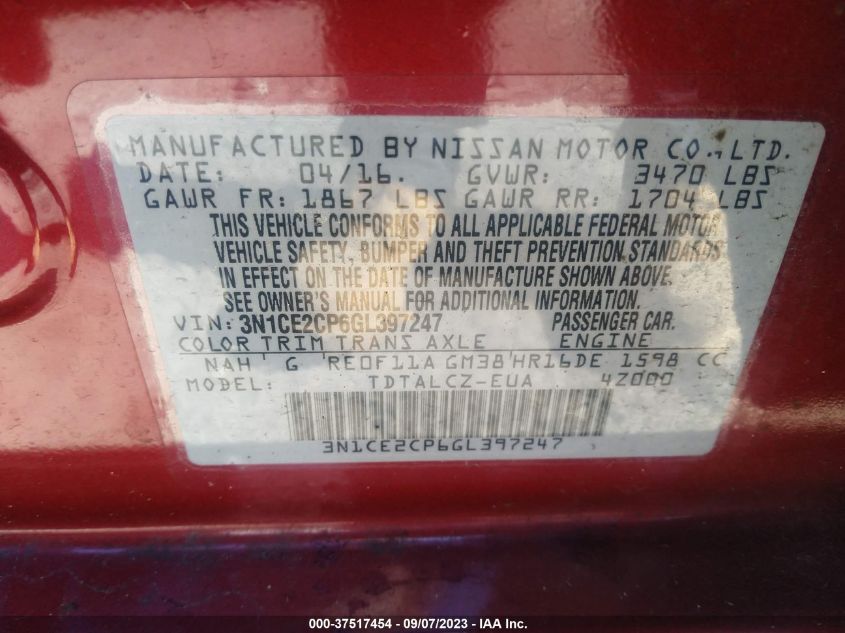 MANUFACTURED BY NISSAN MOTOR CO., LTD.
DATE: 04/16. GVWR: 3470 LBS
GAWR FR: 1867 LBS GAWR RR: 1704 LBS
THIS VEHICLE CONFORMS TO ALL APPLICABLE FEDERAL MOTOR
VEHICLE SAFETY, BUMPER AND THEFT PREVENTION STANDARDS
IN EFFECT ON THE DATE OF MANUFACTURE SHOWN ABOVE.
SEE OWNER'S MANUAL FOR ADDITIONAL INFORMATION.
VIN: 3N1CE2CP6GL397247 PASSENGER CAR.
COLOR TRIM TRANS AXLE ENGINE
NAH G RE0F11A GM38 HR16DE 1598 CC
MODEL: TDTALCZ-EUA 4Z000
3N1CE2CP6GL397247
000-37517454 - 09/07/2023 - IAA Inc.